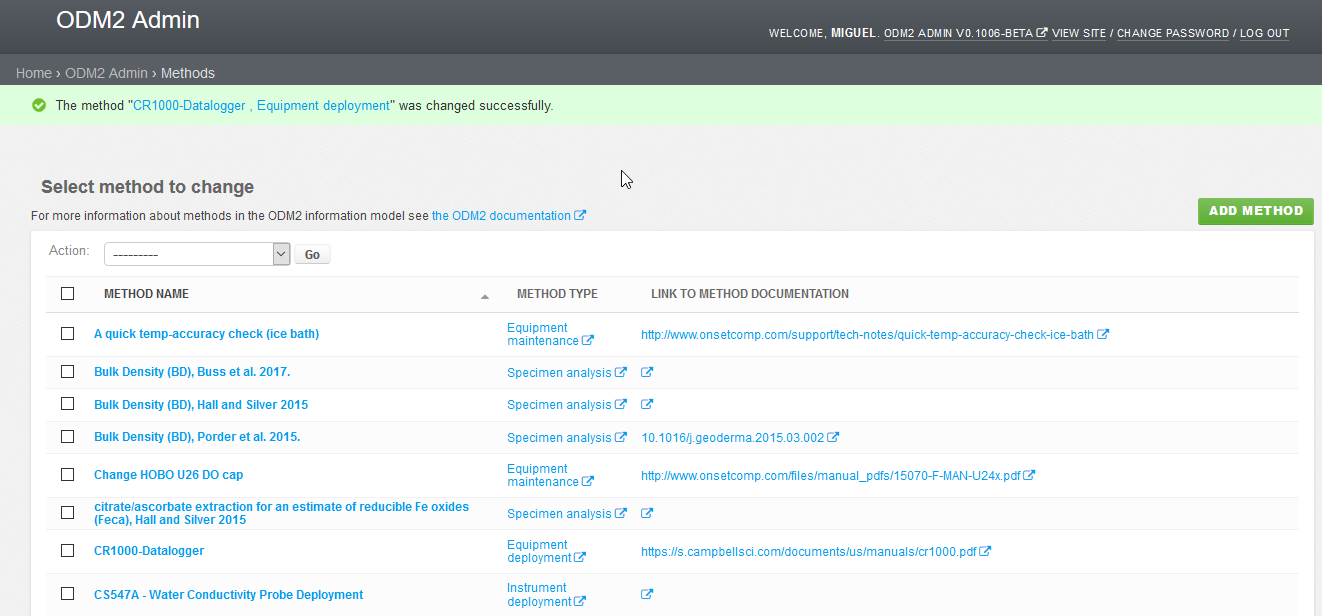 ODM2 Admin
WELCOME, MIGUEL. ODM2 ADMIN V0.1006-BETA VIEW SITE / CHANGE PASSWORD / LOG OUT
Home › ODM2 Admin › Methods
The method "CR1000-Datalogger , Equipment deployment" was changed successfully.
Select method to change
For more information about methods in the ODM2 information model see the ODM2 documentation
ADD METHOD
Action: --------- Go
METHOD NAME METHOD TYPE LINK TO METHOD DOCUMENTATION
A quick temp-accuracy check (ice bath) Equipment maintenance http://www.onsetcomp.com/support/tech-notes/quick-temp-accuracy-check-ice-bath
Bulk Density (BD), Buss et al. 2017. Specimen analysis
Bulk Density (BD), Hall and Silver 2015 Specimen analysis
Bulk Density (BD), Porder et al. 2015. Specimen analysis 10.1016/j.geoderma.2015.03.002
Change HOBO U26 DO cap Equipment maintenance http://www.onsetcomp.com/files/manual_pdfs/15070-F-MAN-U24x.pdf
citrate/ascorbate extraction for an estimate of reducible Fe oxides
(Feca), Hall and Silver 2015 Specimen analysis
CR1000-Datalogger Equipment deployment https://s.campbellsci.com/documents/us/manuals/cr1000.pdf
CS547A - Water Conductivity Probe Deployment Instrument deployment